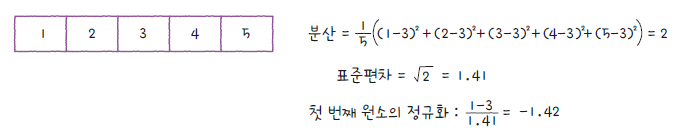 1 2 3 4 5
분산 = 1/5((1-3)²+(2-3)²+(3-3)²+(4-3)²+(5-3)²) = 2
표준편차 = √2 = 1.41
첫 번째 원소의 정규화 : 1-3/1.41 = -1.42